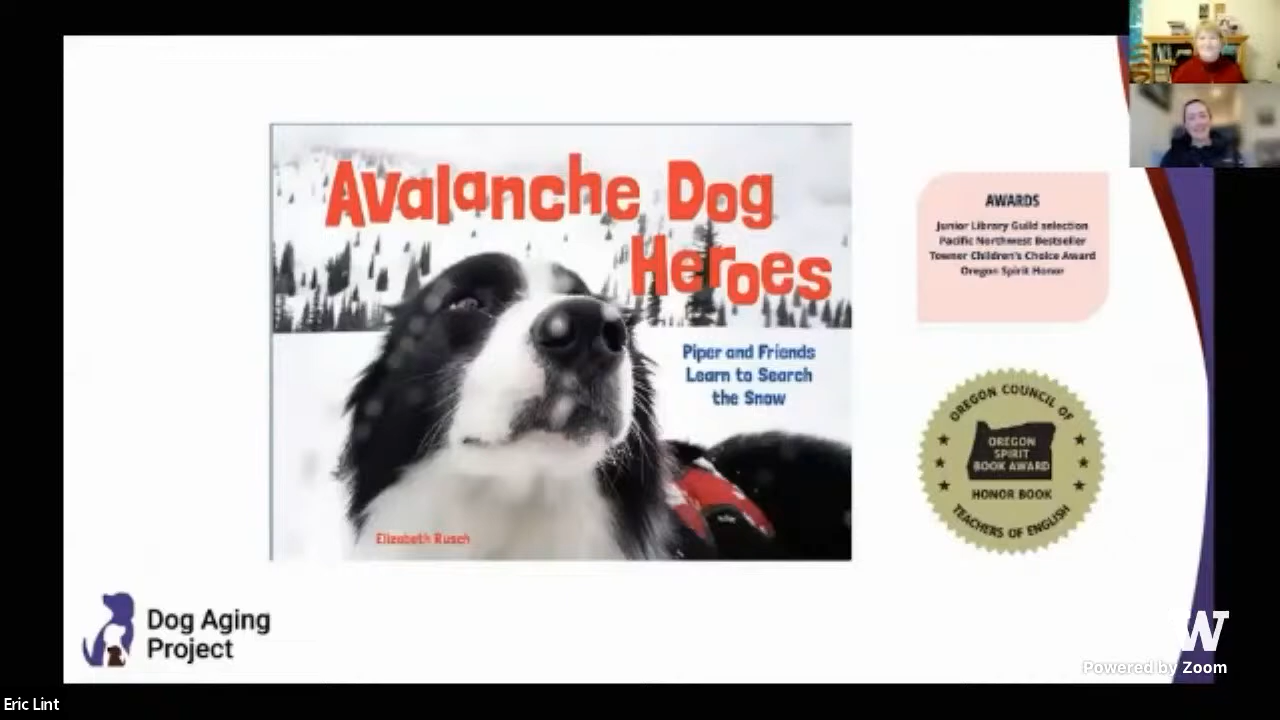 Avalanche Dog
Heroes
Piper and Friends
Learn to Search
the Snow
Elizabeth Rusch
AWARDS
Junior Library Guild selection
Pacific Northwest Bestseller
Towner Children's Choice Award
Oregon Spirit Honor
OREGON COUNCIL OF
OREGON
SPIRIT
BOOK AWARD
HONOR BOOK
TEACHERS OF ENGLISH
Dog Aging
Project
W
Powered by Zoom
Eric Lint